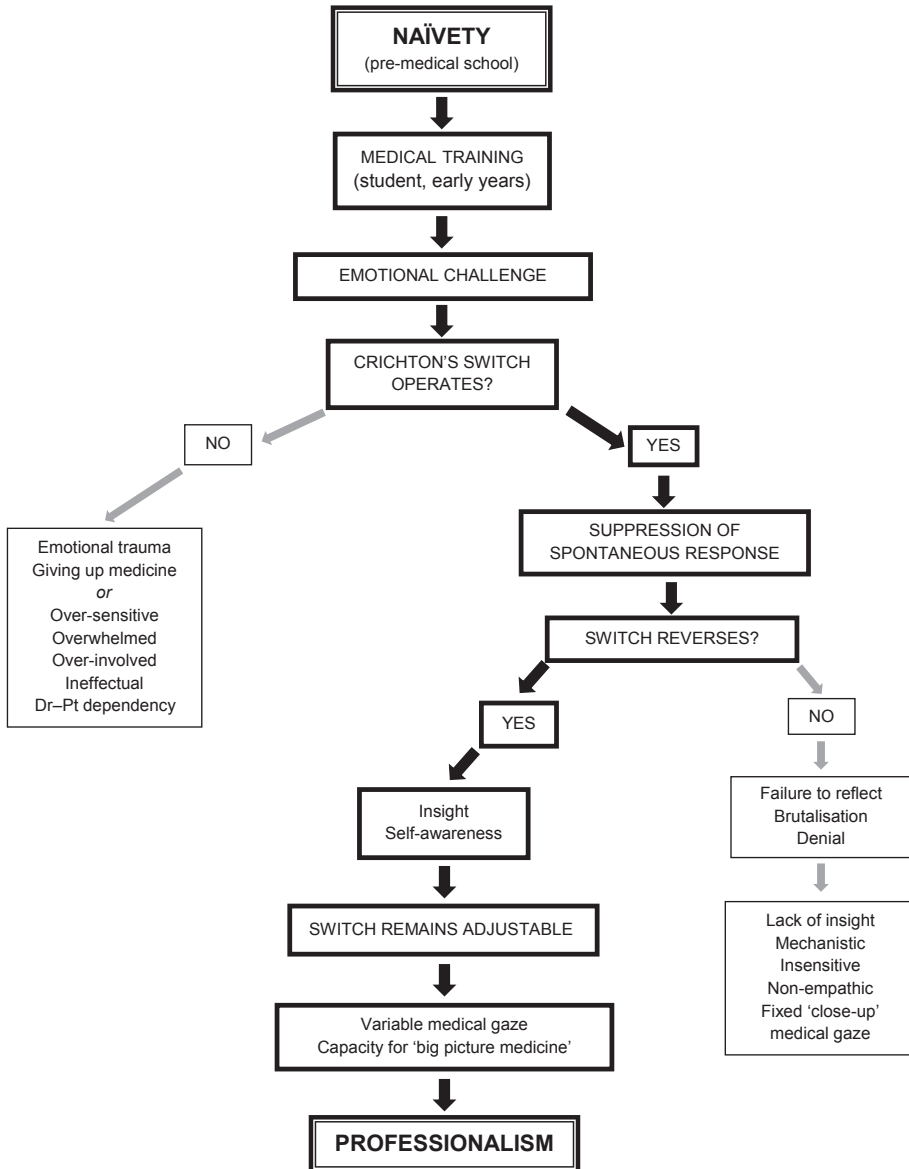 NAÏVETY
(pre-medical school)
MEDICAL TRAINING
(student, early years)
EMOTIONAL CHALLENGE
CRICHTON'S SWITCH
OPERATES?
NO
YES
Emotional trauma
Giving up medicine
or
Over-sensitive
Overwhelmed
Over-involved
Ineffectual
Dr–Pt dependency
SUPPRESSION OF
SPONTANEOUS RESPONSE
SWITCH REVERSES?
YES
NO
Insight
Self-awareness
Failure to reflect
Brutalisation
Denial
SWITCH REMAINS ADJUSTABLE
Lack of insight
Mechanistic
Insensitive
Non-empathic
Fixed ‘close-up’
medical gaze
Variable medical gaze
Capacity for ‘big picture medicine’
PROFESSIONALISM